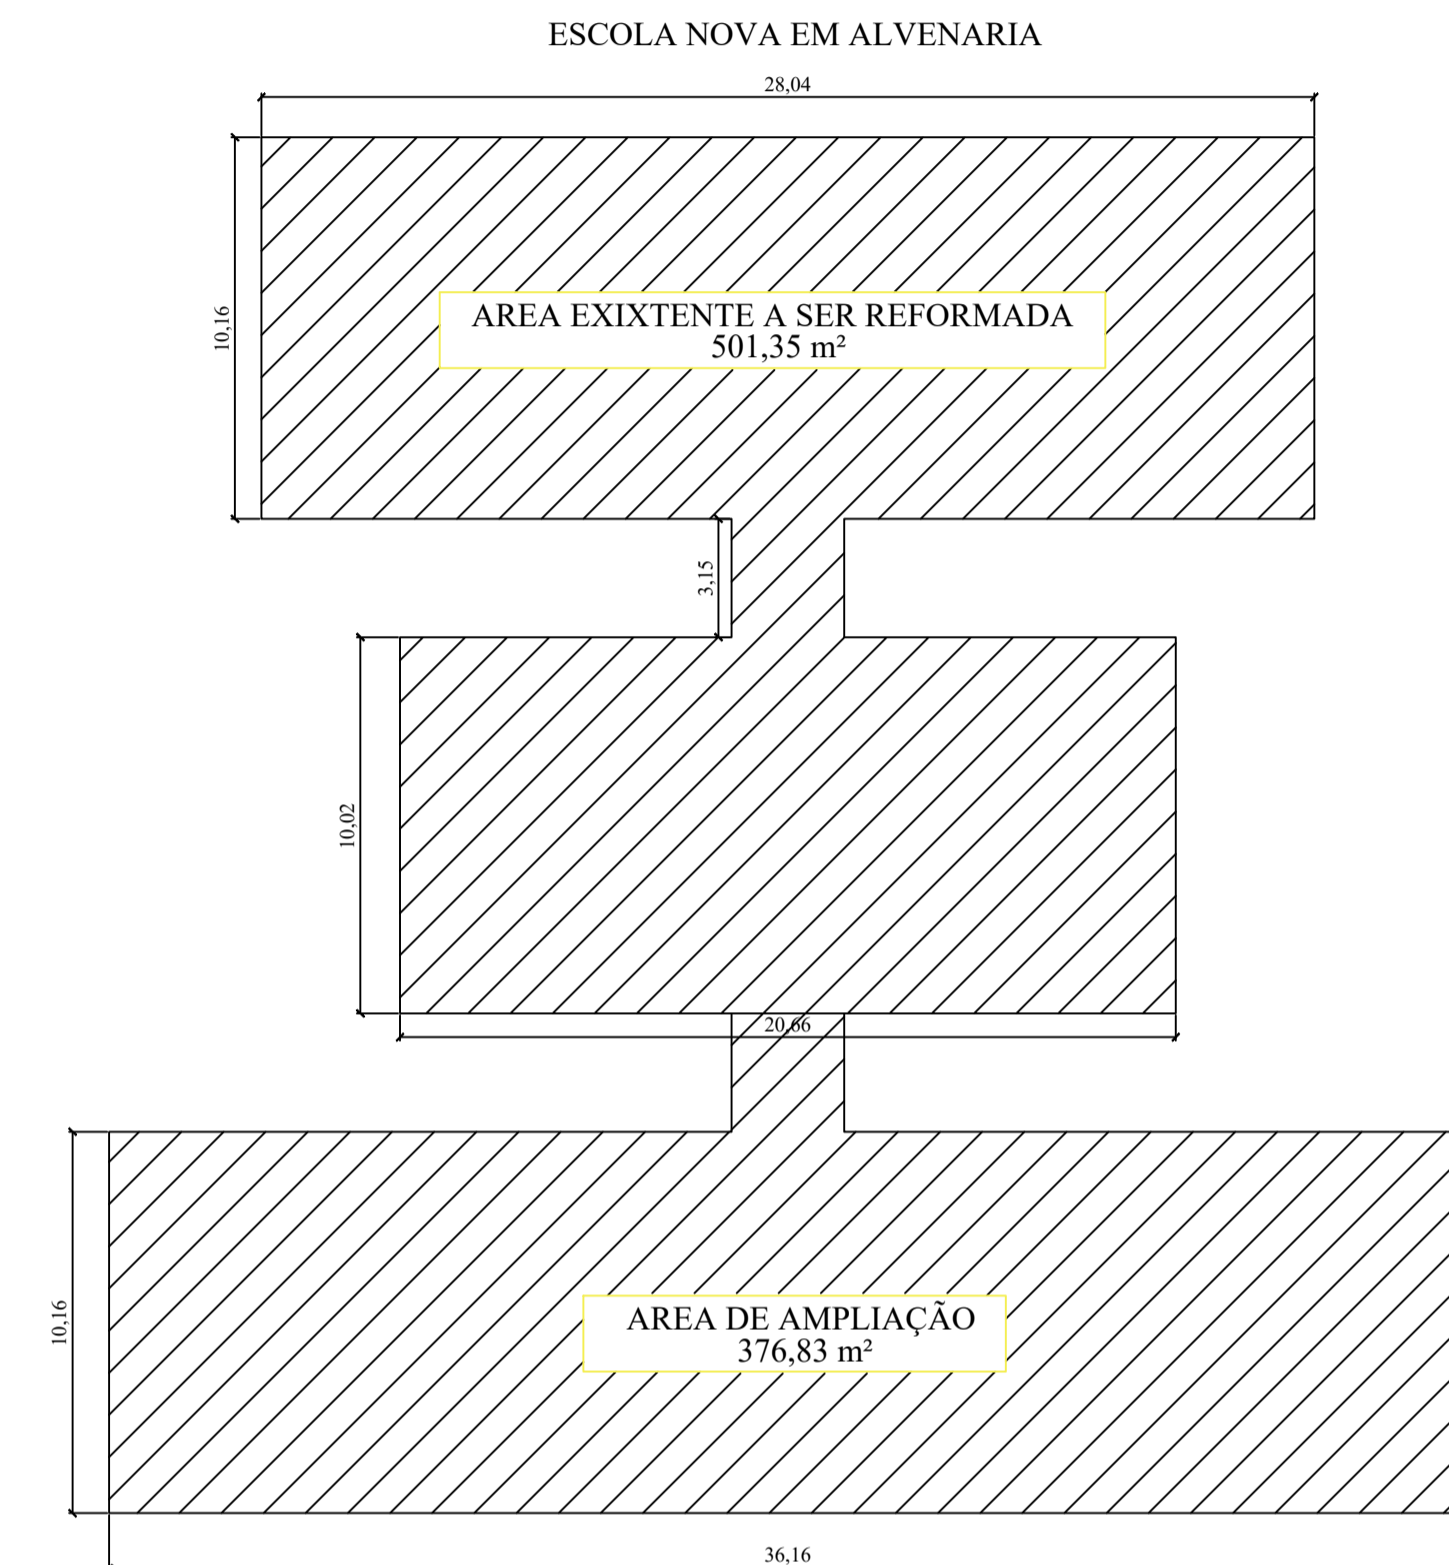 ESCOLA NOVA EM ALVENARIA
28,04
10,16
AREA EXIXTENTE A SER REFORMADA
501,35 m²
3,15
10,02
20,66
10,16
AREA DE AMPLIAÇÃO
376,83 m²
36,16